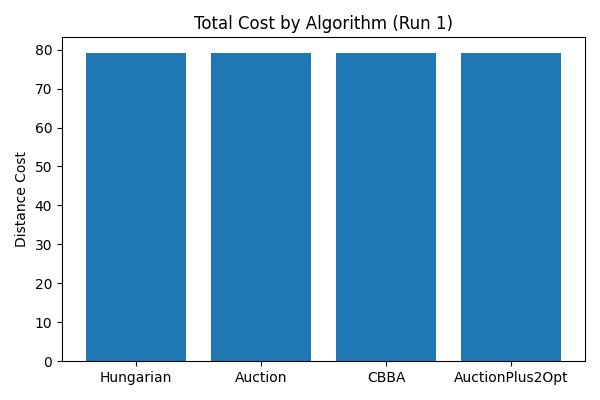 Total Cost by Algorithm (Run 1)
Distance Cost
80
70
60
50
40
30
20
10
0
Hungarian
Auction
CBBA
AuctionPlus2Opt